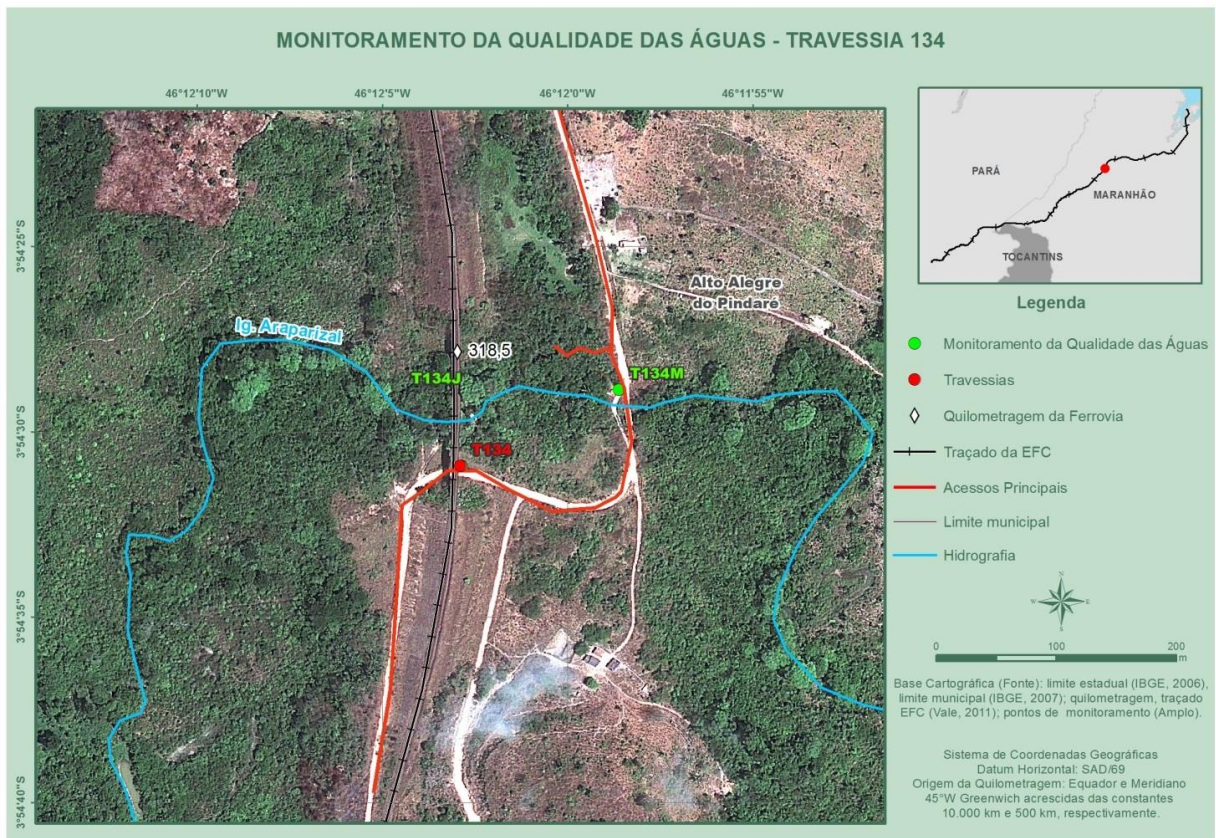 MONITORAMENTO DA QUALIDADE DAS ÁGUAS - TRAVESSIA 134
46°12'10"W
46°12'5"W
46°12'0"W
46°11'55"W
3°54'25"S
3°54'30"S
3°54'35"S
3°54'40"S
Ig. Araparizal
318,5
T134J
T134M
T134
Alto Alegre
do Pindaré
PARÁ
MARANHÃO
TOCANTINS
Legenda
Monitoramento da Qualidade das Águas
Travessias
Quilometragem da Ferrovia
Traçado da EFC
Acessos Principais
Limite municipal
Hidrografia
N
W
E
S
0
100
200
m
Base Cartográfica (Fonte): limite estadual (IBGE, 2006),
limite municipal (IBGE, 2007); quilometragem, traçado
EFC (Vale, 2011); pontos de monitoramento (Amplo).
Sistema de Coordenadas Geográficas
Datum Horizontal: SAD/69
Origem da Quilometragem: Equador e Meridiano
45°W Greenwich acrescidas das constantes
10.000 km e 500 km, respectivamente.